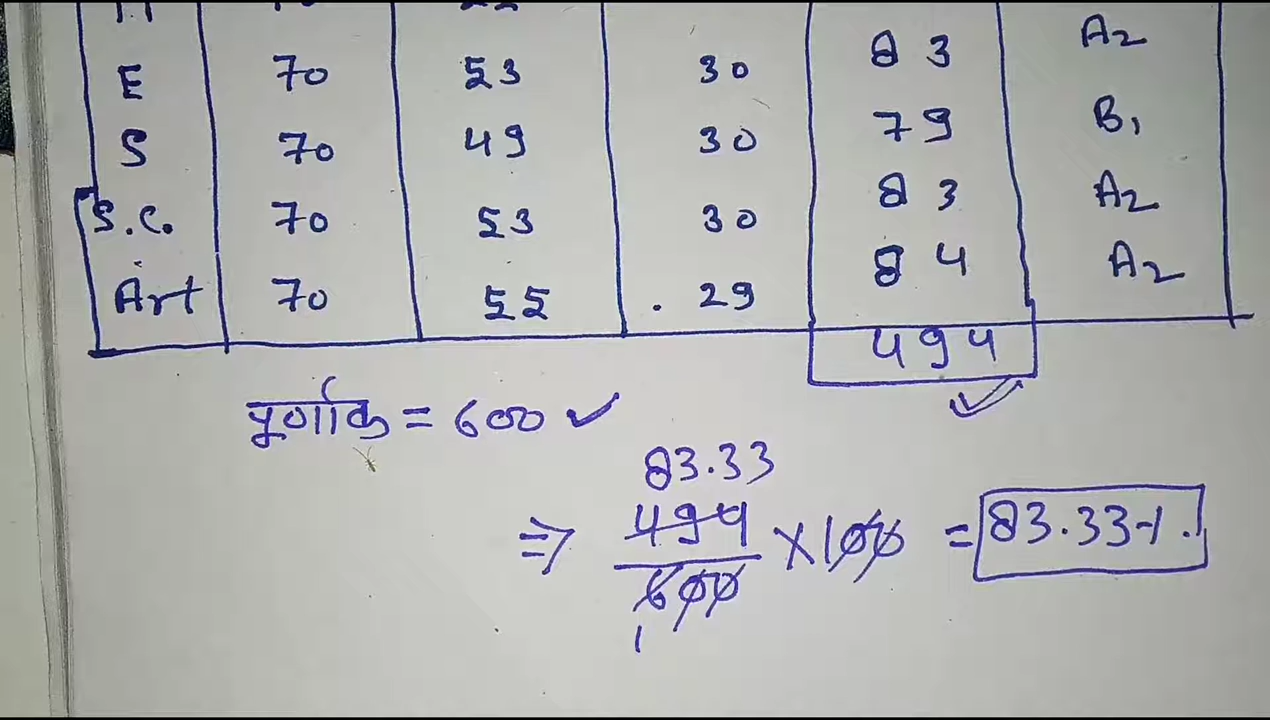 E 70 53 30 83 A2
S 70 49 30 79 B1
S.C. 70 53 30 83 A2
Art 70 55 29 84 A2
494
पूर्णांक = 600 ✓
83.33
⇒ 494/600 × 100 = 83.33%
1